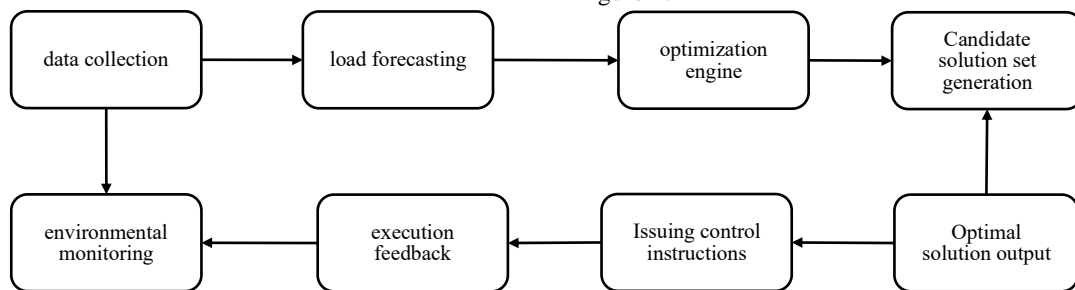 data collection
load forecasting
optimization
engine
Candidate
solution set
generation
environmental
monitoring
execution
feedback
Issuing control
instructions
Optimal
solution output